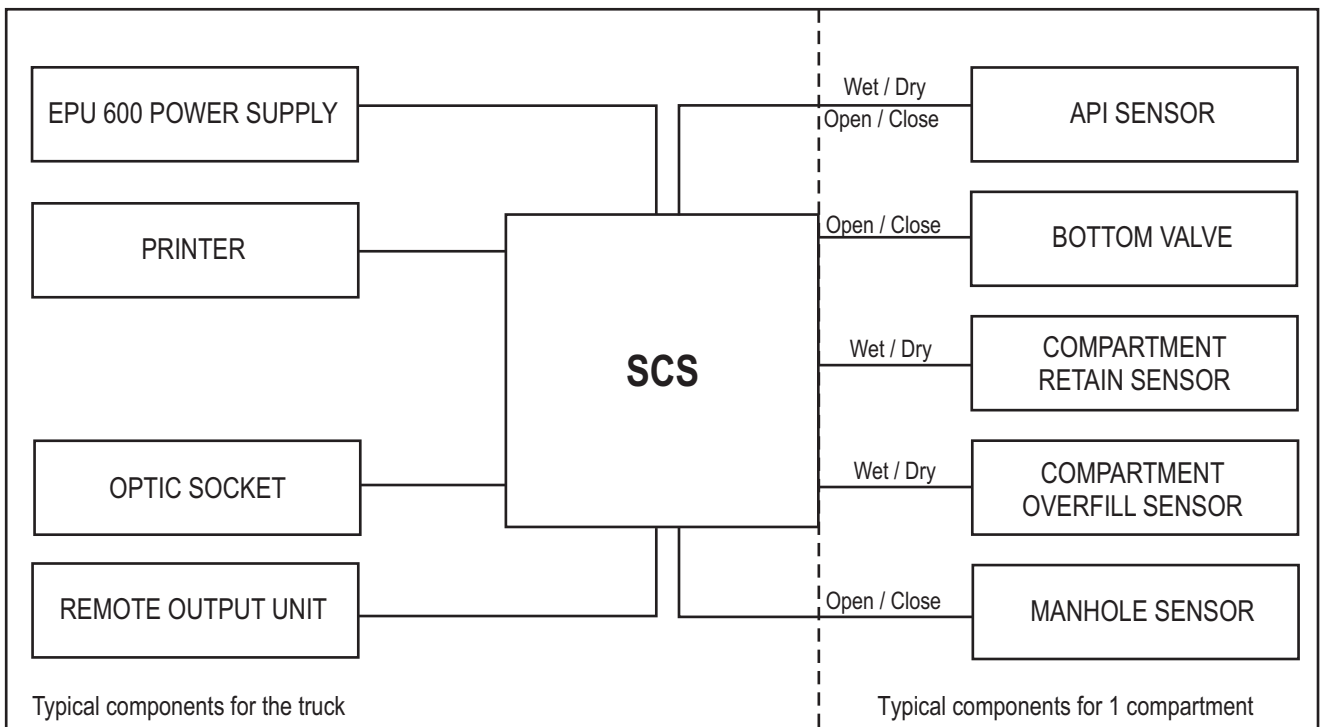 EPU 600 POWER SUPPLY
PRINTER
OPTIC SOCKET
REMOTE OUTPUT UNIT
Typical components for the truck
SCS
Wet / Dry
Open / Close
API SENSOR
Open / Close
BOTTOM VALVE
Wet / Dry
COMPARTMENT
RETAIN SENSOR
Wet / Dry
COMPARTMENT
OVERFILL SENSOR
Open / Close
MANHOLE SENSOR
Typical components for 1 compartment